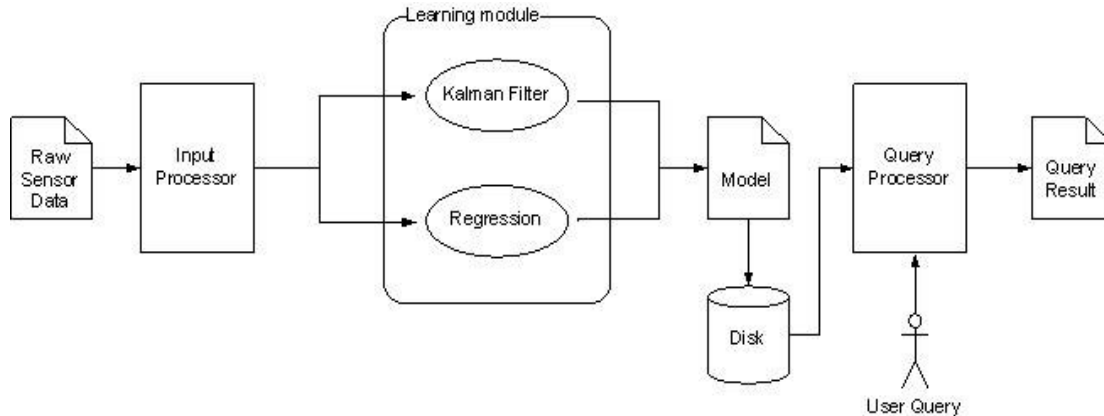 Learning module
Kalman Filter
Regression
Raw
Sensor
Data
Input
Processor
Model
Disk
Query
Processor
Query
Result
User Query